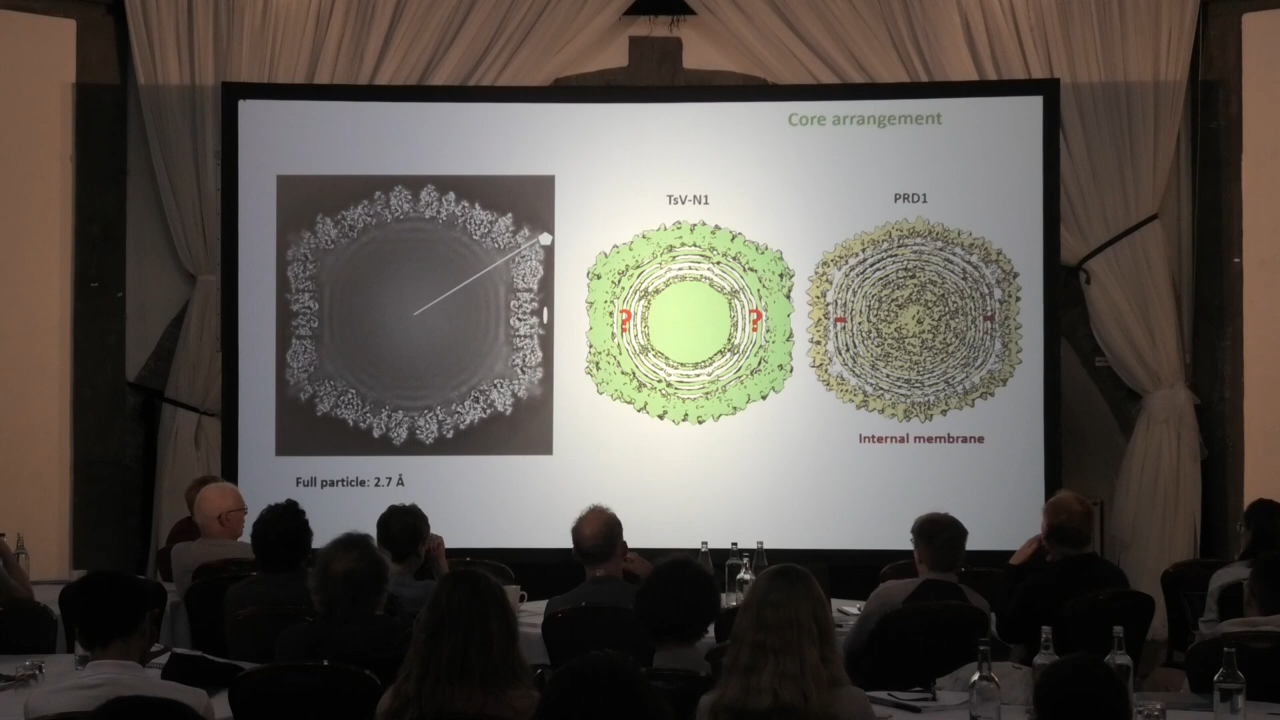 Core arrangement
TsV-N1
PRD1
?
?
Internal membrane
Full particle: 2.7 Å